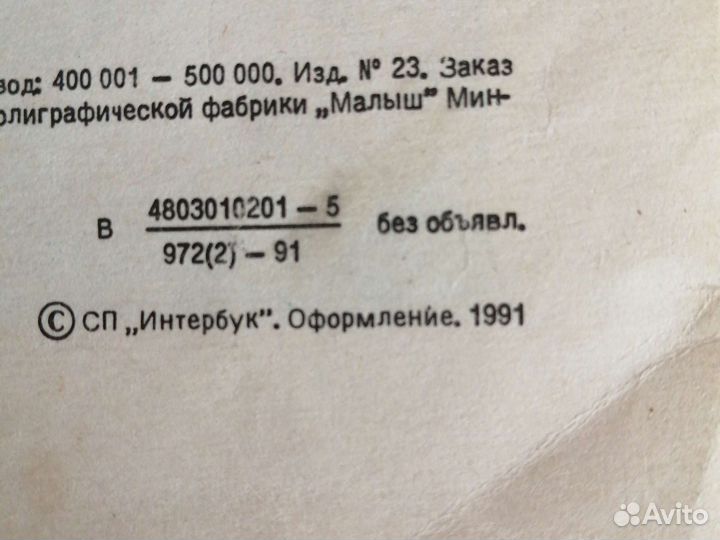 вод: 400 001 — 500 000. Изд. № 23. Заказ
олиграфической фабрики „Малыш" Мин-
В 4803010201 — 5 без объявл.
972(2) — 91
© СП „Интербук". Оформление. 1991
Avito